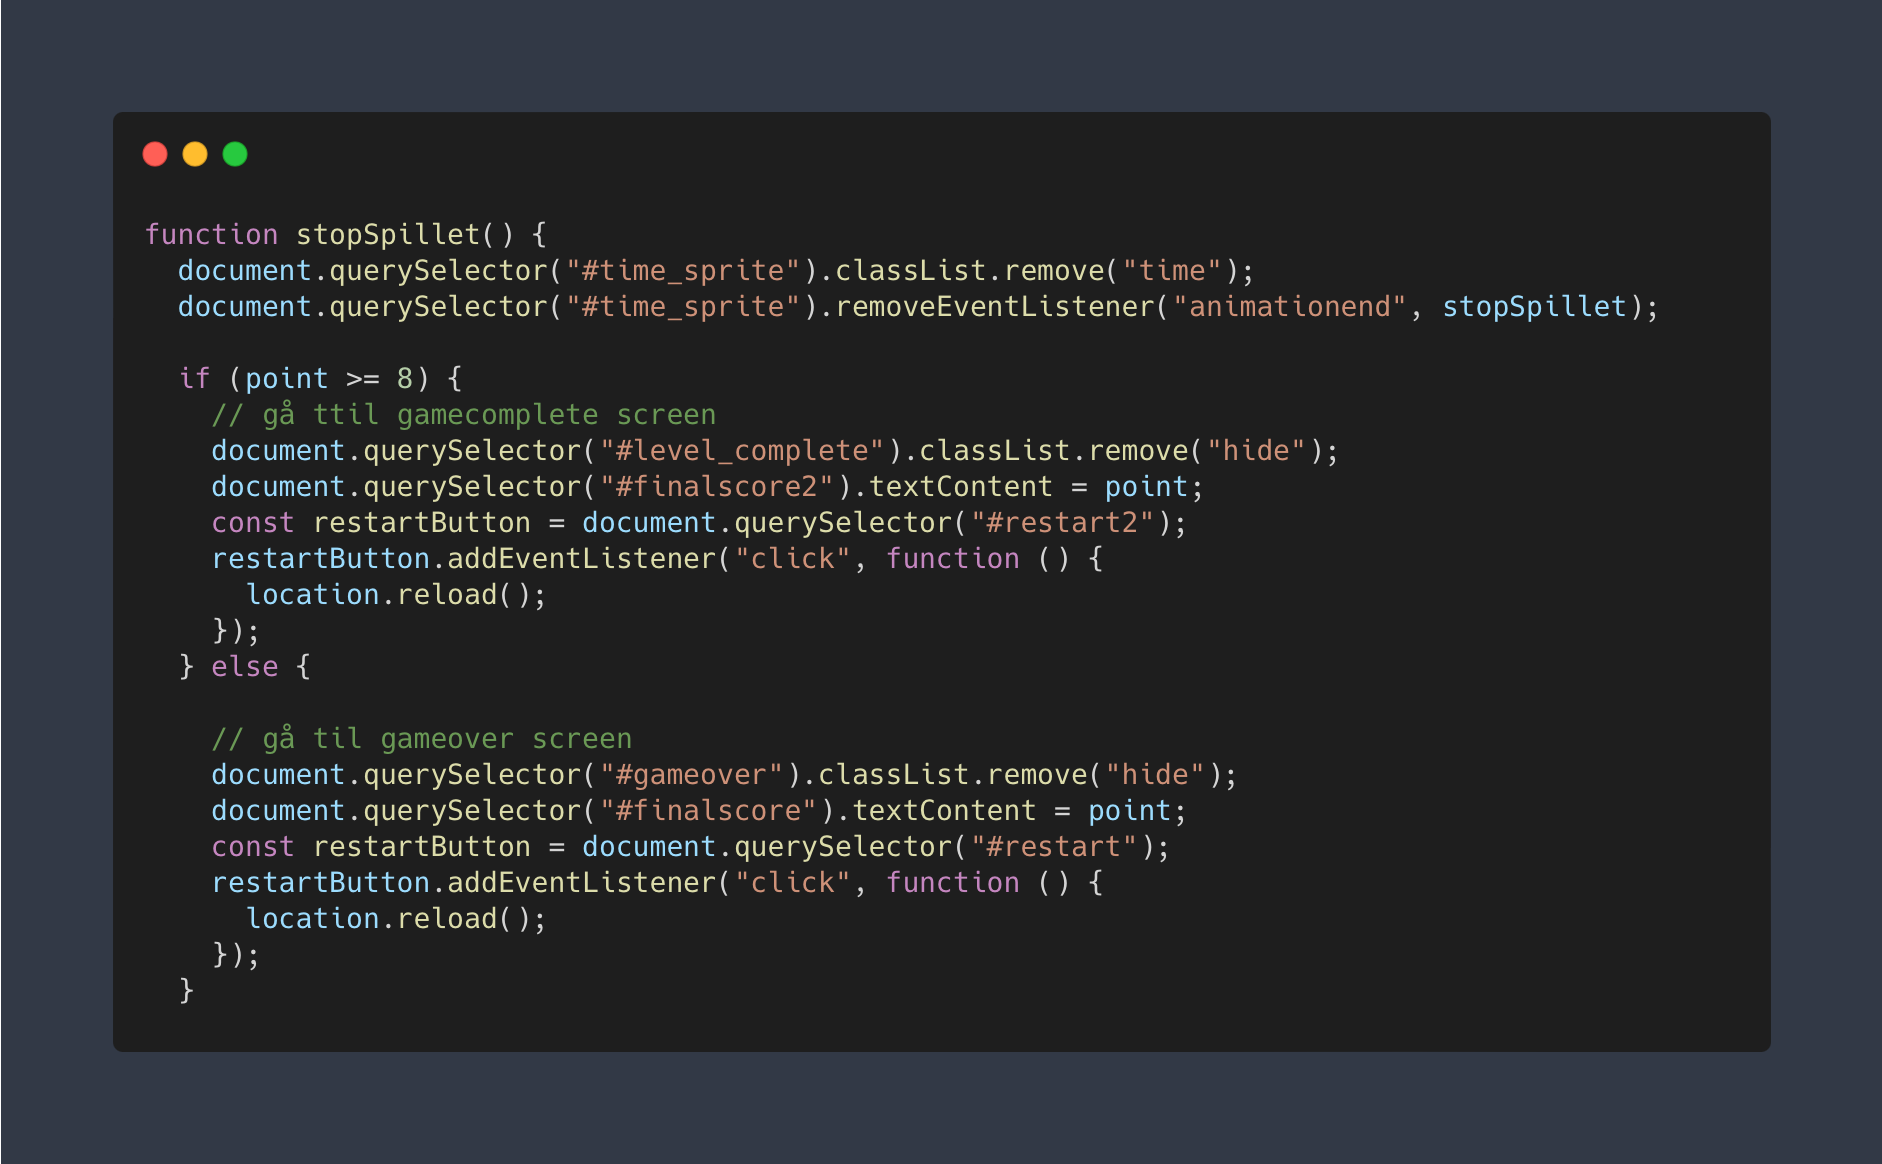 function stopSpillet() {
  document.querySelector("#time_sprite").classList.remove("time");
  document.querySelector("#time_sprite").removeEventListener("animationend", stopSpillet);

  if (point >= 8) {
    // gå ttil gamecomplete screen
    document.querySelector("#level_complete").classList.remove("hide");
    document.querySelector("#finalscore2").textContent = point;
    const restartButton = document.querySelector("#restart2");
    restartButton.addEventListener("click", function () {
      location.reload();
    });
  } else {

    // gå til gameover screen
    document.querySelector("#gameover").classList.remove("hide");
    document.querySelector("#finalscore").textContent = point;
    const restartButton = document.querySelector("#restart");
    restartButton.addEventListener("click", function () {
      location.reload();
    });
  }